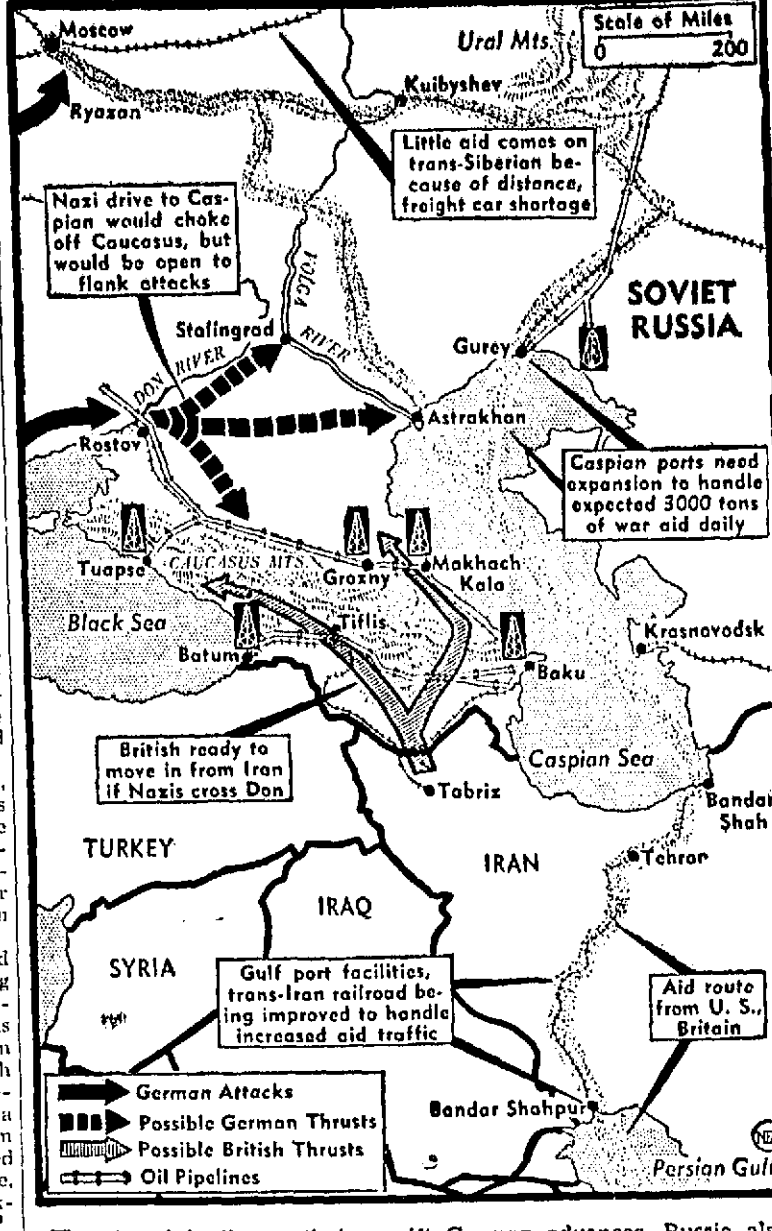 Moscow
Ural Mts.
Scale of Miles
0 200
Kuibyshev
Ryazan
Little aid comes on
trans-Siberian be-
cause of distance,
freight car shortage
Nazi drive to Cas-
pian would choke
off Caucasus, but
would be open to
flank attacks
VOLGA
RIVER
SOVIET
RUSSIA
Stalingrad
Gurev
DON RIVER
Astrakhan
Rostov
Caspian ports need
expansion to handle
expected 3000 tons
of war aid daily
Tuapse
CAUCASUS MTS.
Grozny
Makhach
Kala
Black Sea
Tiflis
Krasnovodsk
Batum
Baku
British ready to
move in from Iran
if Nazis cross Don
Caspian Sea
Tabriz
Bandar
Shah
TURKEY
IRAN
Tehran
IRAQ
SYRIA
Gulf port facilities,
trans-Iran railroad be-
ing improved to handle
increased aid traffic
Aid route
from U. S.,
Britain
German Attacks
Possible German Thrusts
Possible British Thrusts
Oil Pipelines
Bandar Shahpur
Persian Gulf
German advances, Russia